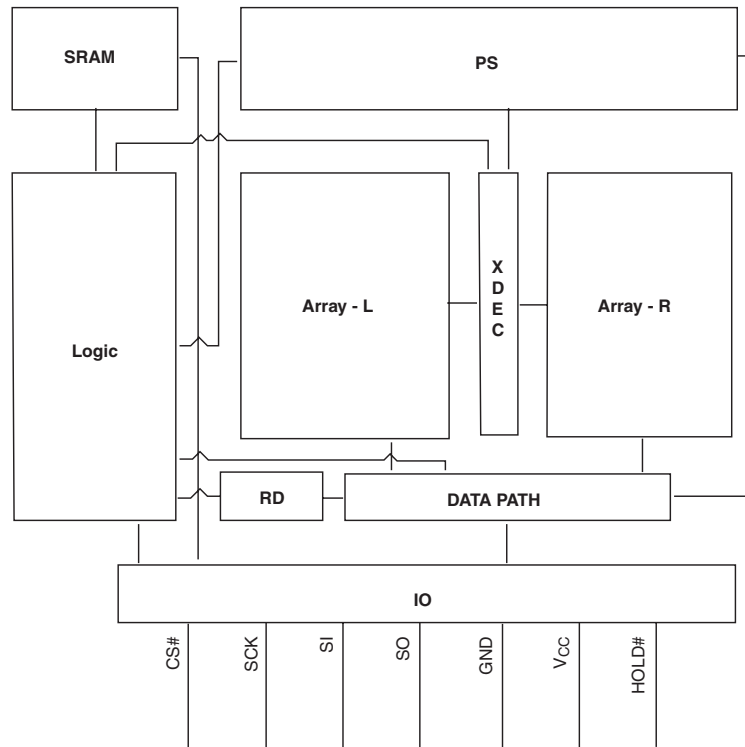 SRAM
PS
Logic
Array - L
X
D
E
C
Array - R
RD
DATA PATH
IO
CS#
SCK
SI
SO
GND
VCC
HOLD#